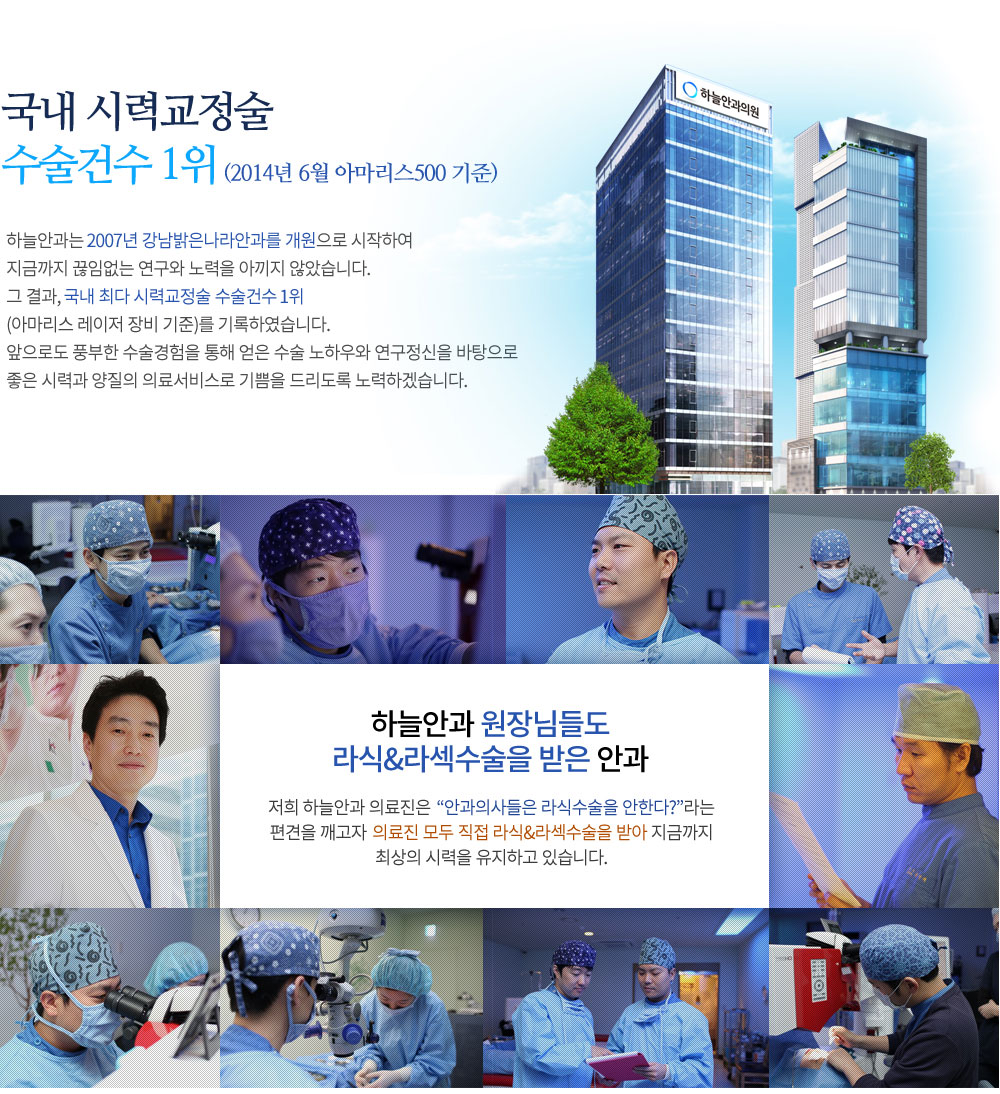 국내 시력교정술
수술건수 1위 (2014년 6월 아마리스500 기준)
하늘안과의원
하늘안과는 2007년 강남밝은나라안과를 개원으로 시작하여
지금까지 끊임없는 연구와 노력을 아끼지 않았습니다.
그 결과, 국내 최다 시력교정술 수술건수 1위
(아마리스 레이저 장비 기준)를 기록하였습니다.
앞으로도 풍부한 수술경험을 통해 얻은 수술 노하우와 연구정신을 바탕으로
좋은 시력과 양질의 의료서비스로 기쁨을 드리도록 노력하겠습니다.
하늘안과 원장님들도
라식&라섹수술을 받은 안과
저희 하늘안과 의료진은 “안과의사들은 라식수술을 안한다?”라는
편견을 깨고자 의료진 모두 직접 라식&라섹수술을 받아 지금까지
최상의 시력을 유지하고 있습니다.